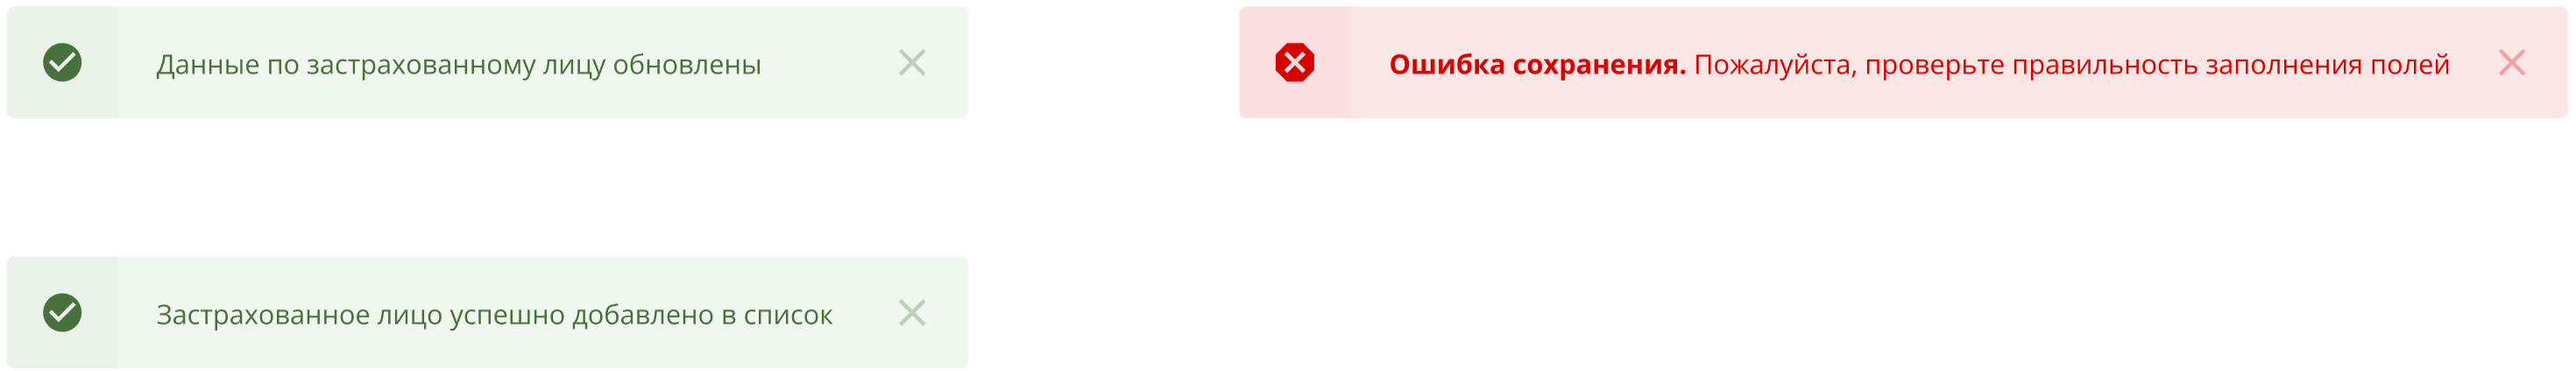 Данные по застрахованному лицу обновлены
Ошибка сохранения. Пожалуйста, проверьте правильность заполнения полей
Застрахованное лицо успешно добавлено в список